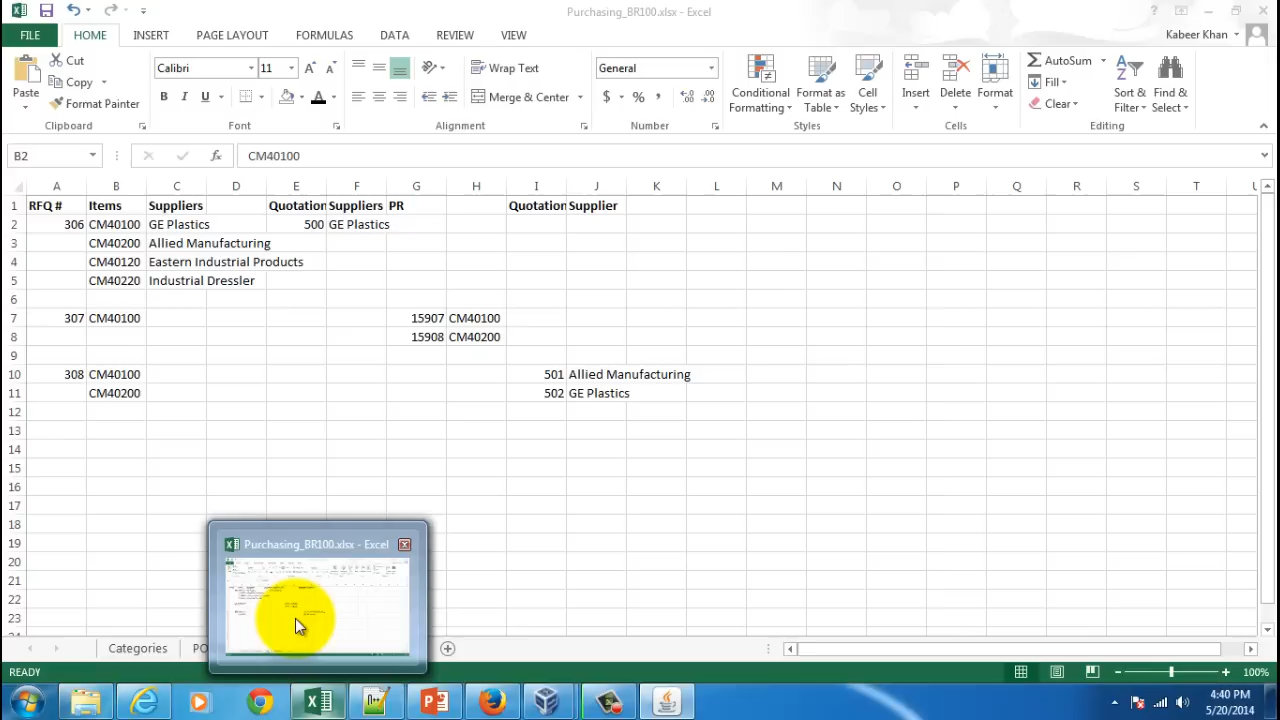 Purchasing_BR100.xlsx - Excel
FILE HOME INSERT PAGE LAYOUT FORMULAS DATA REVIEW VIEW Kabeer Khan
Paste
Cut
Copy
Format Painter
Clipboard
Calibri 11
B I U A
Font
Wrap Text
Merge & Center
Alignment
General
$ % ,
Number
Conditional Formatting
Format as Table
Cell Styles
Styles
Insert Delete Format
Cells
AutoSum
Fill
Clear
Sort & Filter
Find & Select
Editing
B2 fx CM40100
A B C D E F G H I J K L M N O P Q R S T U
1 RFQ # Items Suppliers Quotation Suppliers PR Quotation Supplier
2 306 CM40100 GE Plastics 500 GE Plastics
3 CM40200 Allied Manufacturing
4 CM40120 Eastern Industrial Products
5 CM40220 Industrial Dressler
6
7 307 CM40100 15907 CM40100
8 15908 CM40200
9
10 308 CM40100 501 Allied Manufacturing
11 CM40200 502 GE Plastics
12
13
14
15
16
17
18
19
20
21
22
23
24
Purchasing_BR100.xlsx - Excel
Categories PO
READY 100%
4:40 PM
5/20/2014